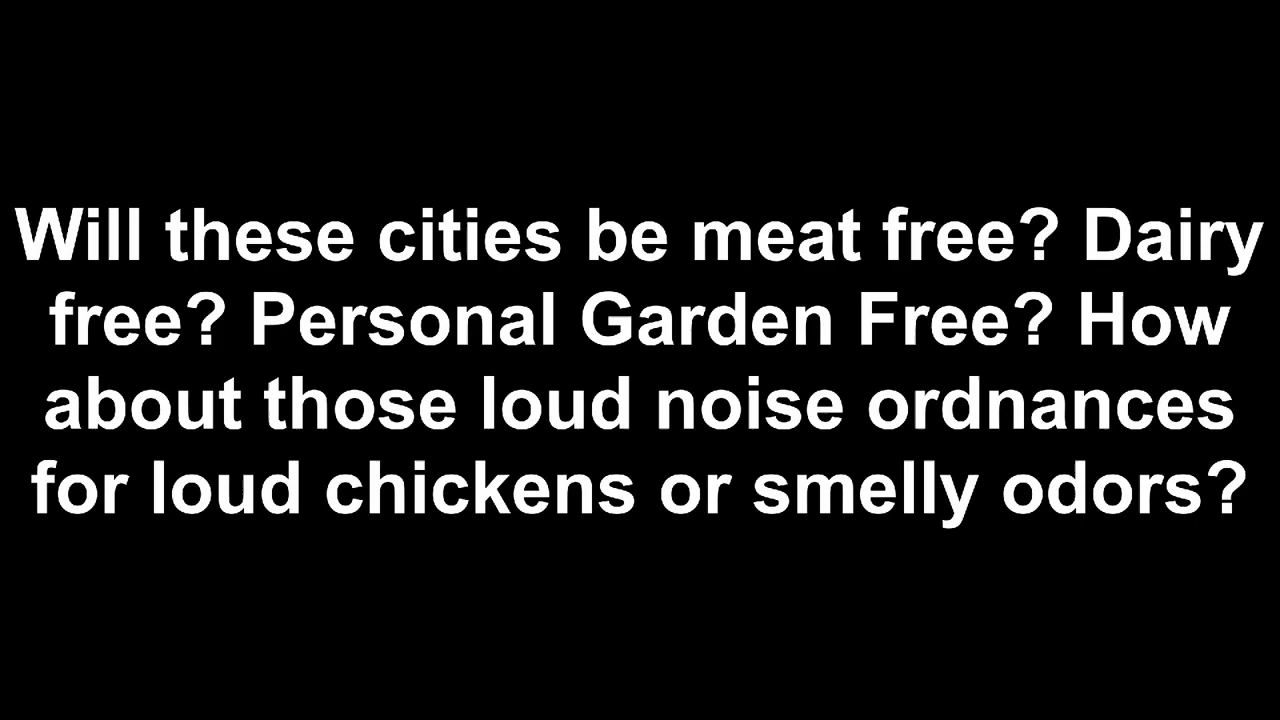 Will these cities be meat free? Dairy
free? Personal Garden Free? How
about those loud noise ordnances
for loud chickens or smelly odors?